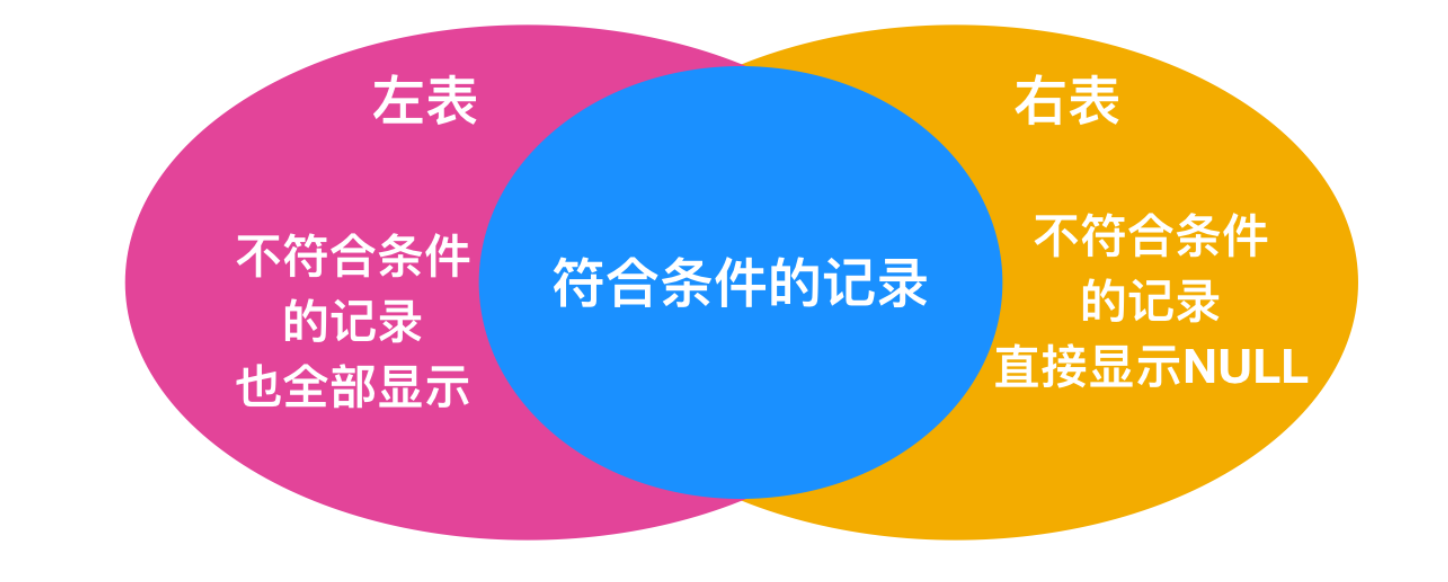 左表
不符合条件
的记录
也全部显示
符合条件的记录
右表
不符合条件
的记录
直接显示NULL